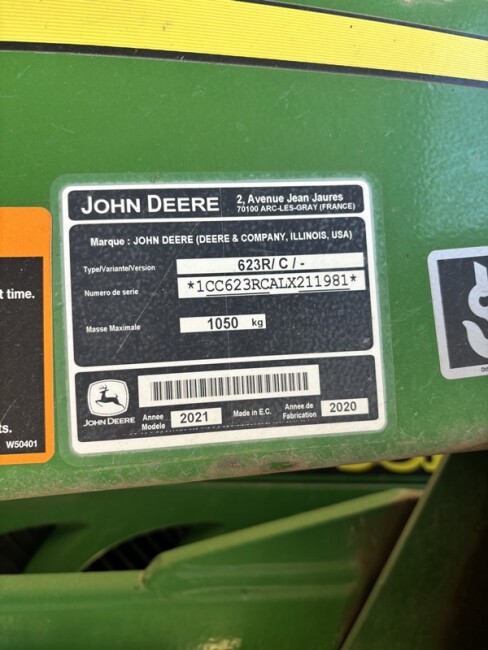 JOHN DEERE
2, Avenue Jean Jaures
70100 ARC-LES-GRAY (FRANCE)
Marque : JOHN DEERE (DEERE & COMPANY, ILLINOIS, USA)
Type/Variante/Version 623R/ C / -
Numero de serie *1CC623RCALX211981*
Masse Maximale 1050 kg
JOHN DEERE
Annee Modele 2021
Made in E.C.
Annee de Fabrication 2020
t time.
ts.
W50401